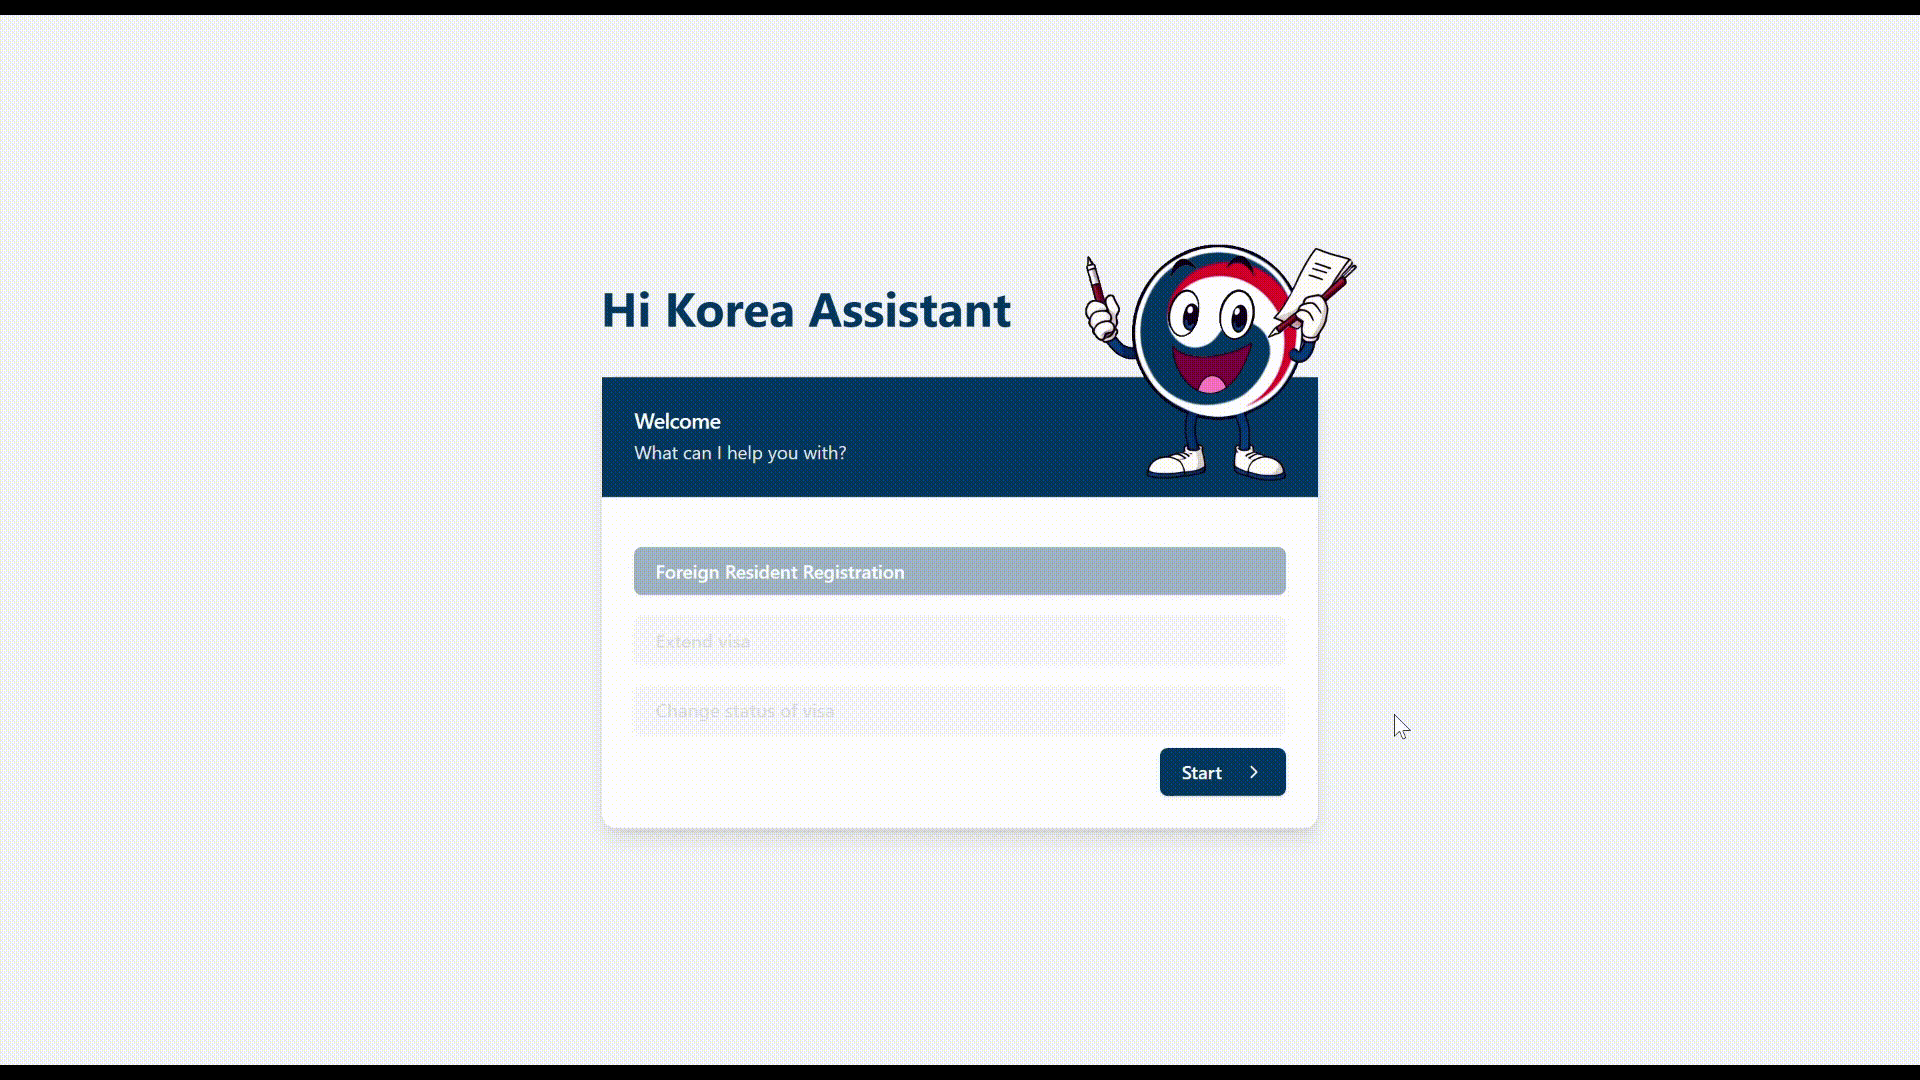 Hi Korea Assistant
Welcome
What can I help you with?
Foreign Resident Registration
Extend visa
Change status of visa
Start